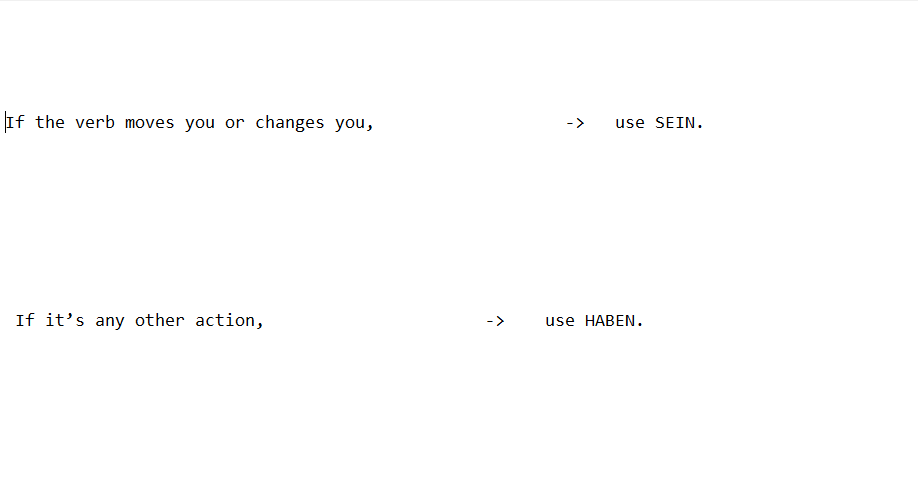 If the verb moves you or changes you, -> use SEIN.
If it’s any other action, -> use HABEN.